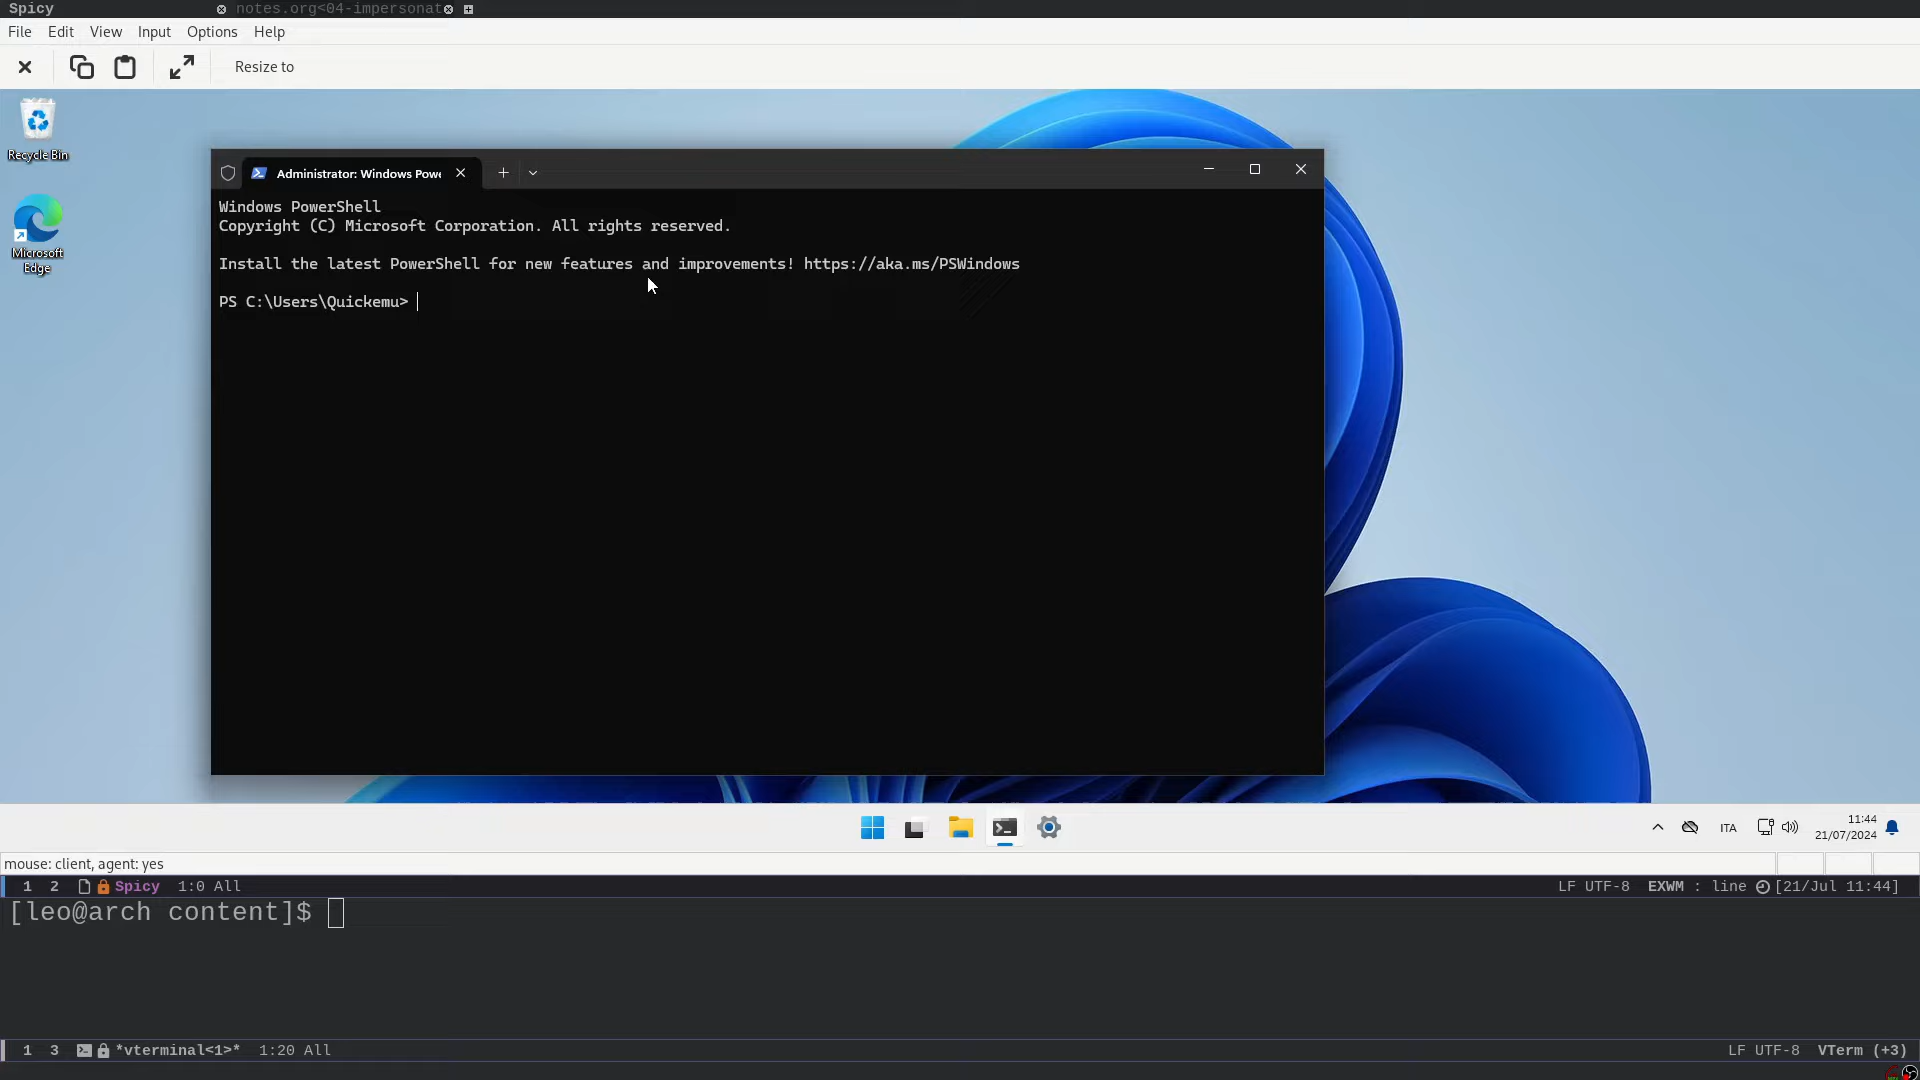 Spicy
notes.org<04-impersonat
File Edit View Input Options Help
Resize to
Recycle Bin
Microsoft
Edge
Administrator: Windows Powe
Windows PowerShell
Copyright (C) Microsoft Corporation. All rights reserved.
Install the latest PowerShell for new features and improvements! https://aka.ms/PSWindows
PS C:\Users\Quickemu>
ITA
11:44
21/07/2024
mouse: client, agent: yes
1 2 Spicy 1:0 All LF UTF-8 EXWM : line [21/Jul 11:44]
[leo@arch content]$
1 3 *vterminal<1>* 1:20 All LF UTF-8 VTerm (+3)